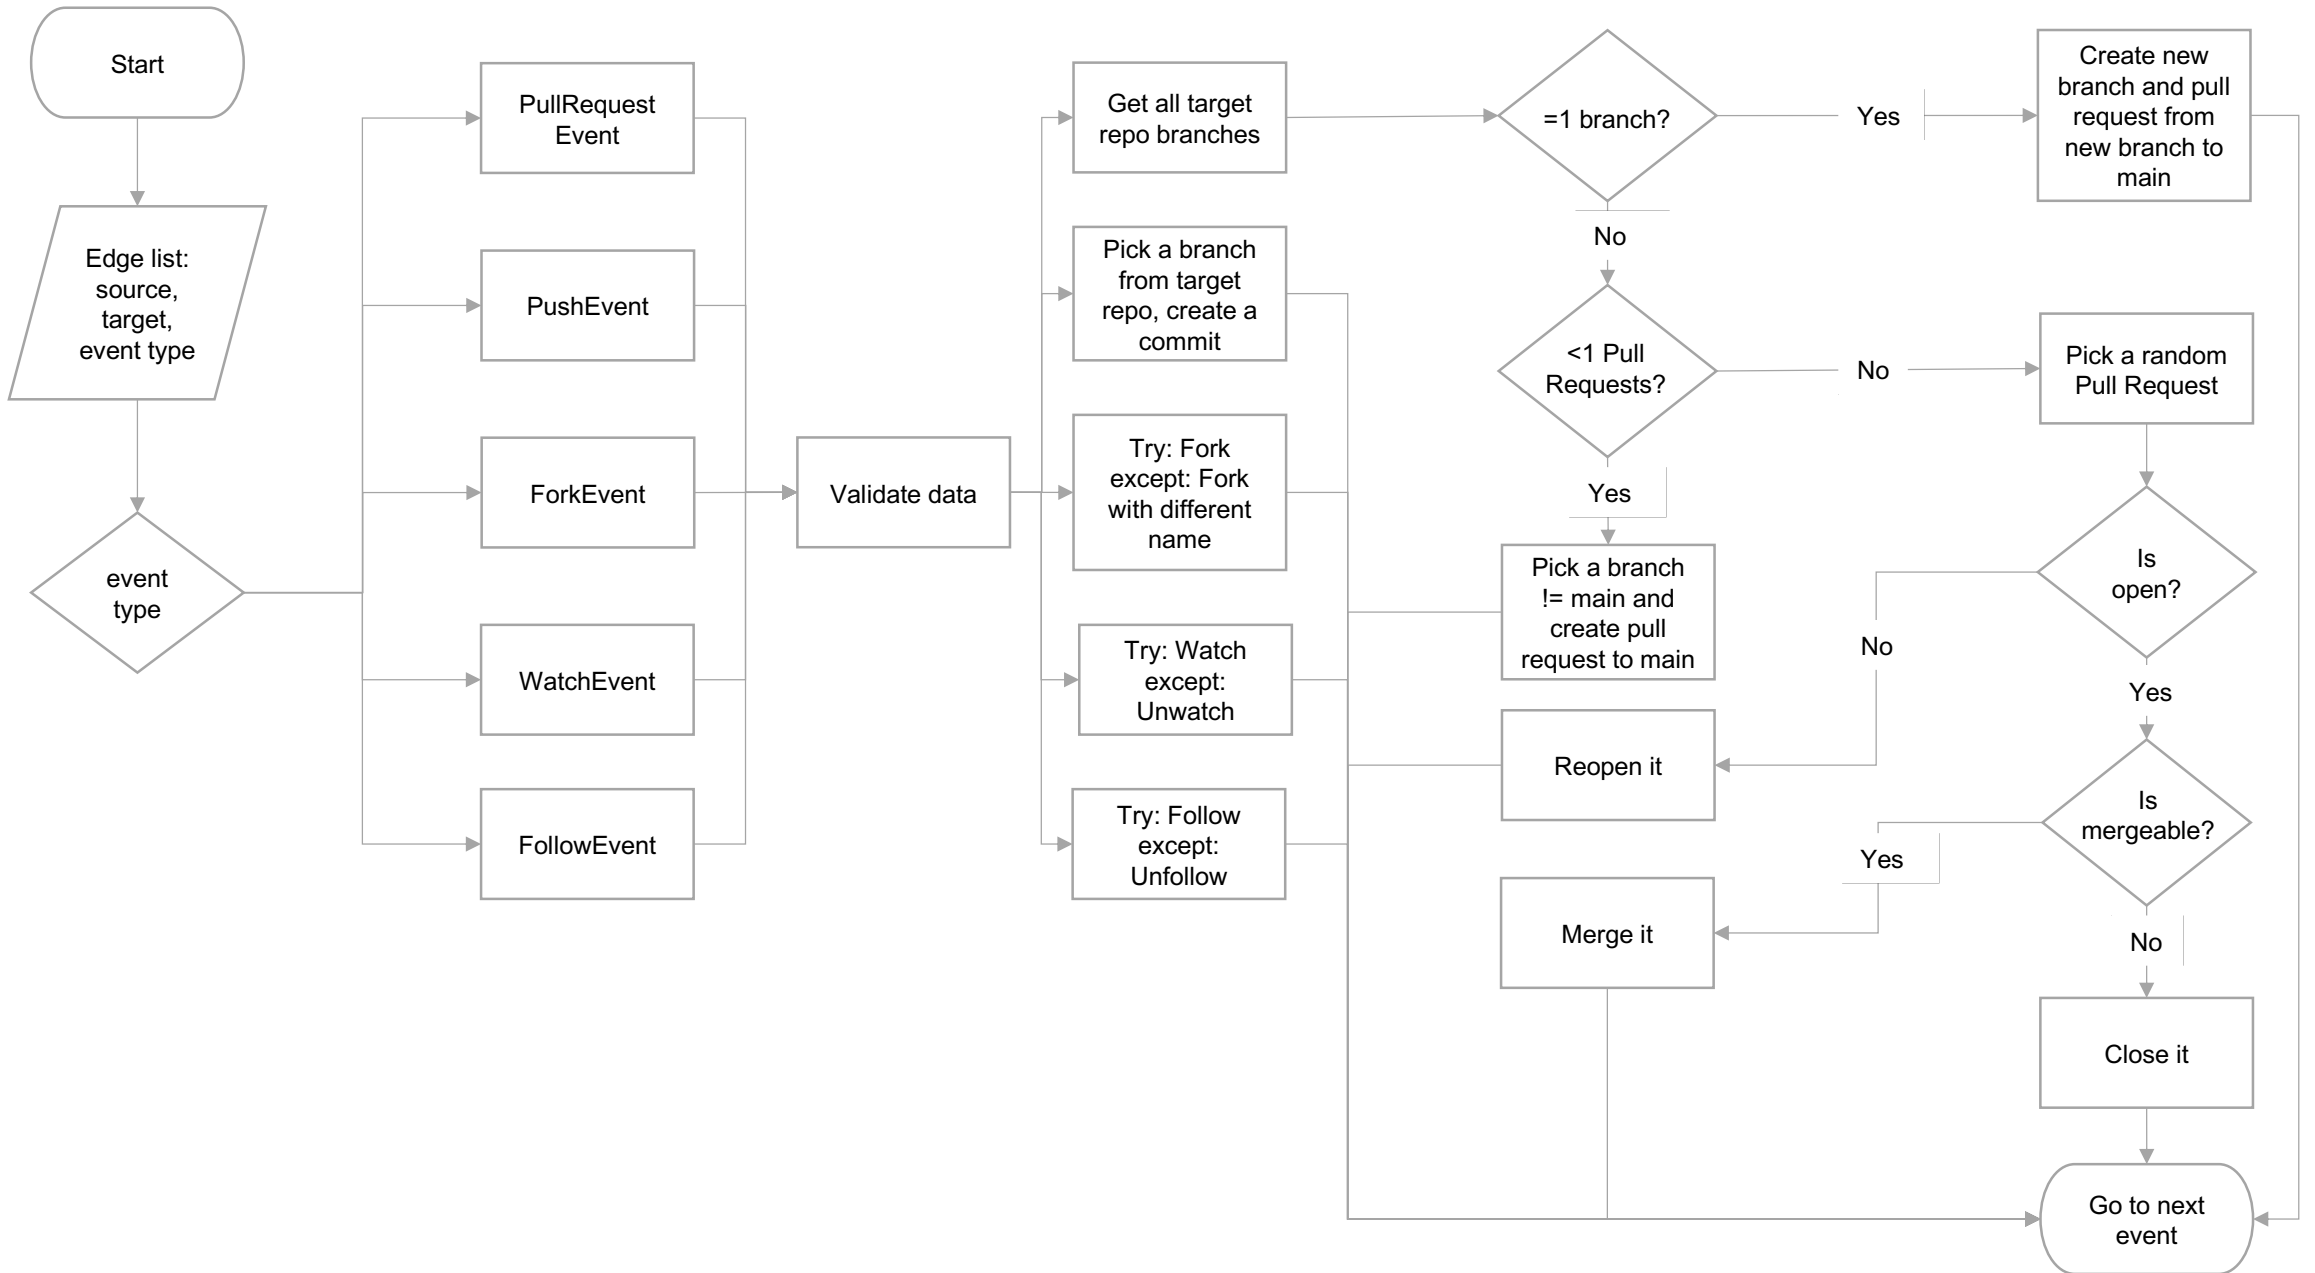 Start
Edge list:
source,
target,
event type
event
type
PullRequest
Event
PushEvent
ForkEvent
WatchEvent
FollowEvent
Validate data
Get all target
repo branches
Pick a branch
from target
repo, create a
commit
Try: Fork
except: Fork
with different
name
Try: Watch
except:
Unwatch
Try: Follow
except:
Unfollow
=1 branch?
Yes
Create new
branch and pull
request from
new branch to
main
No
<1 Pull
Requests?
No
Pick a random
Pull Request
Yes
Pick a branch
!= main and
create pull
request to main
Is
open?
No
Reopen it
Yes
Is
mergeable?
Yes
Merge it
No
Close it
Go to next
event